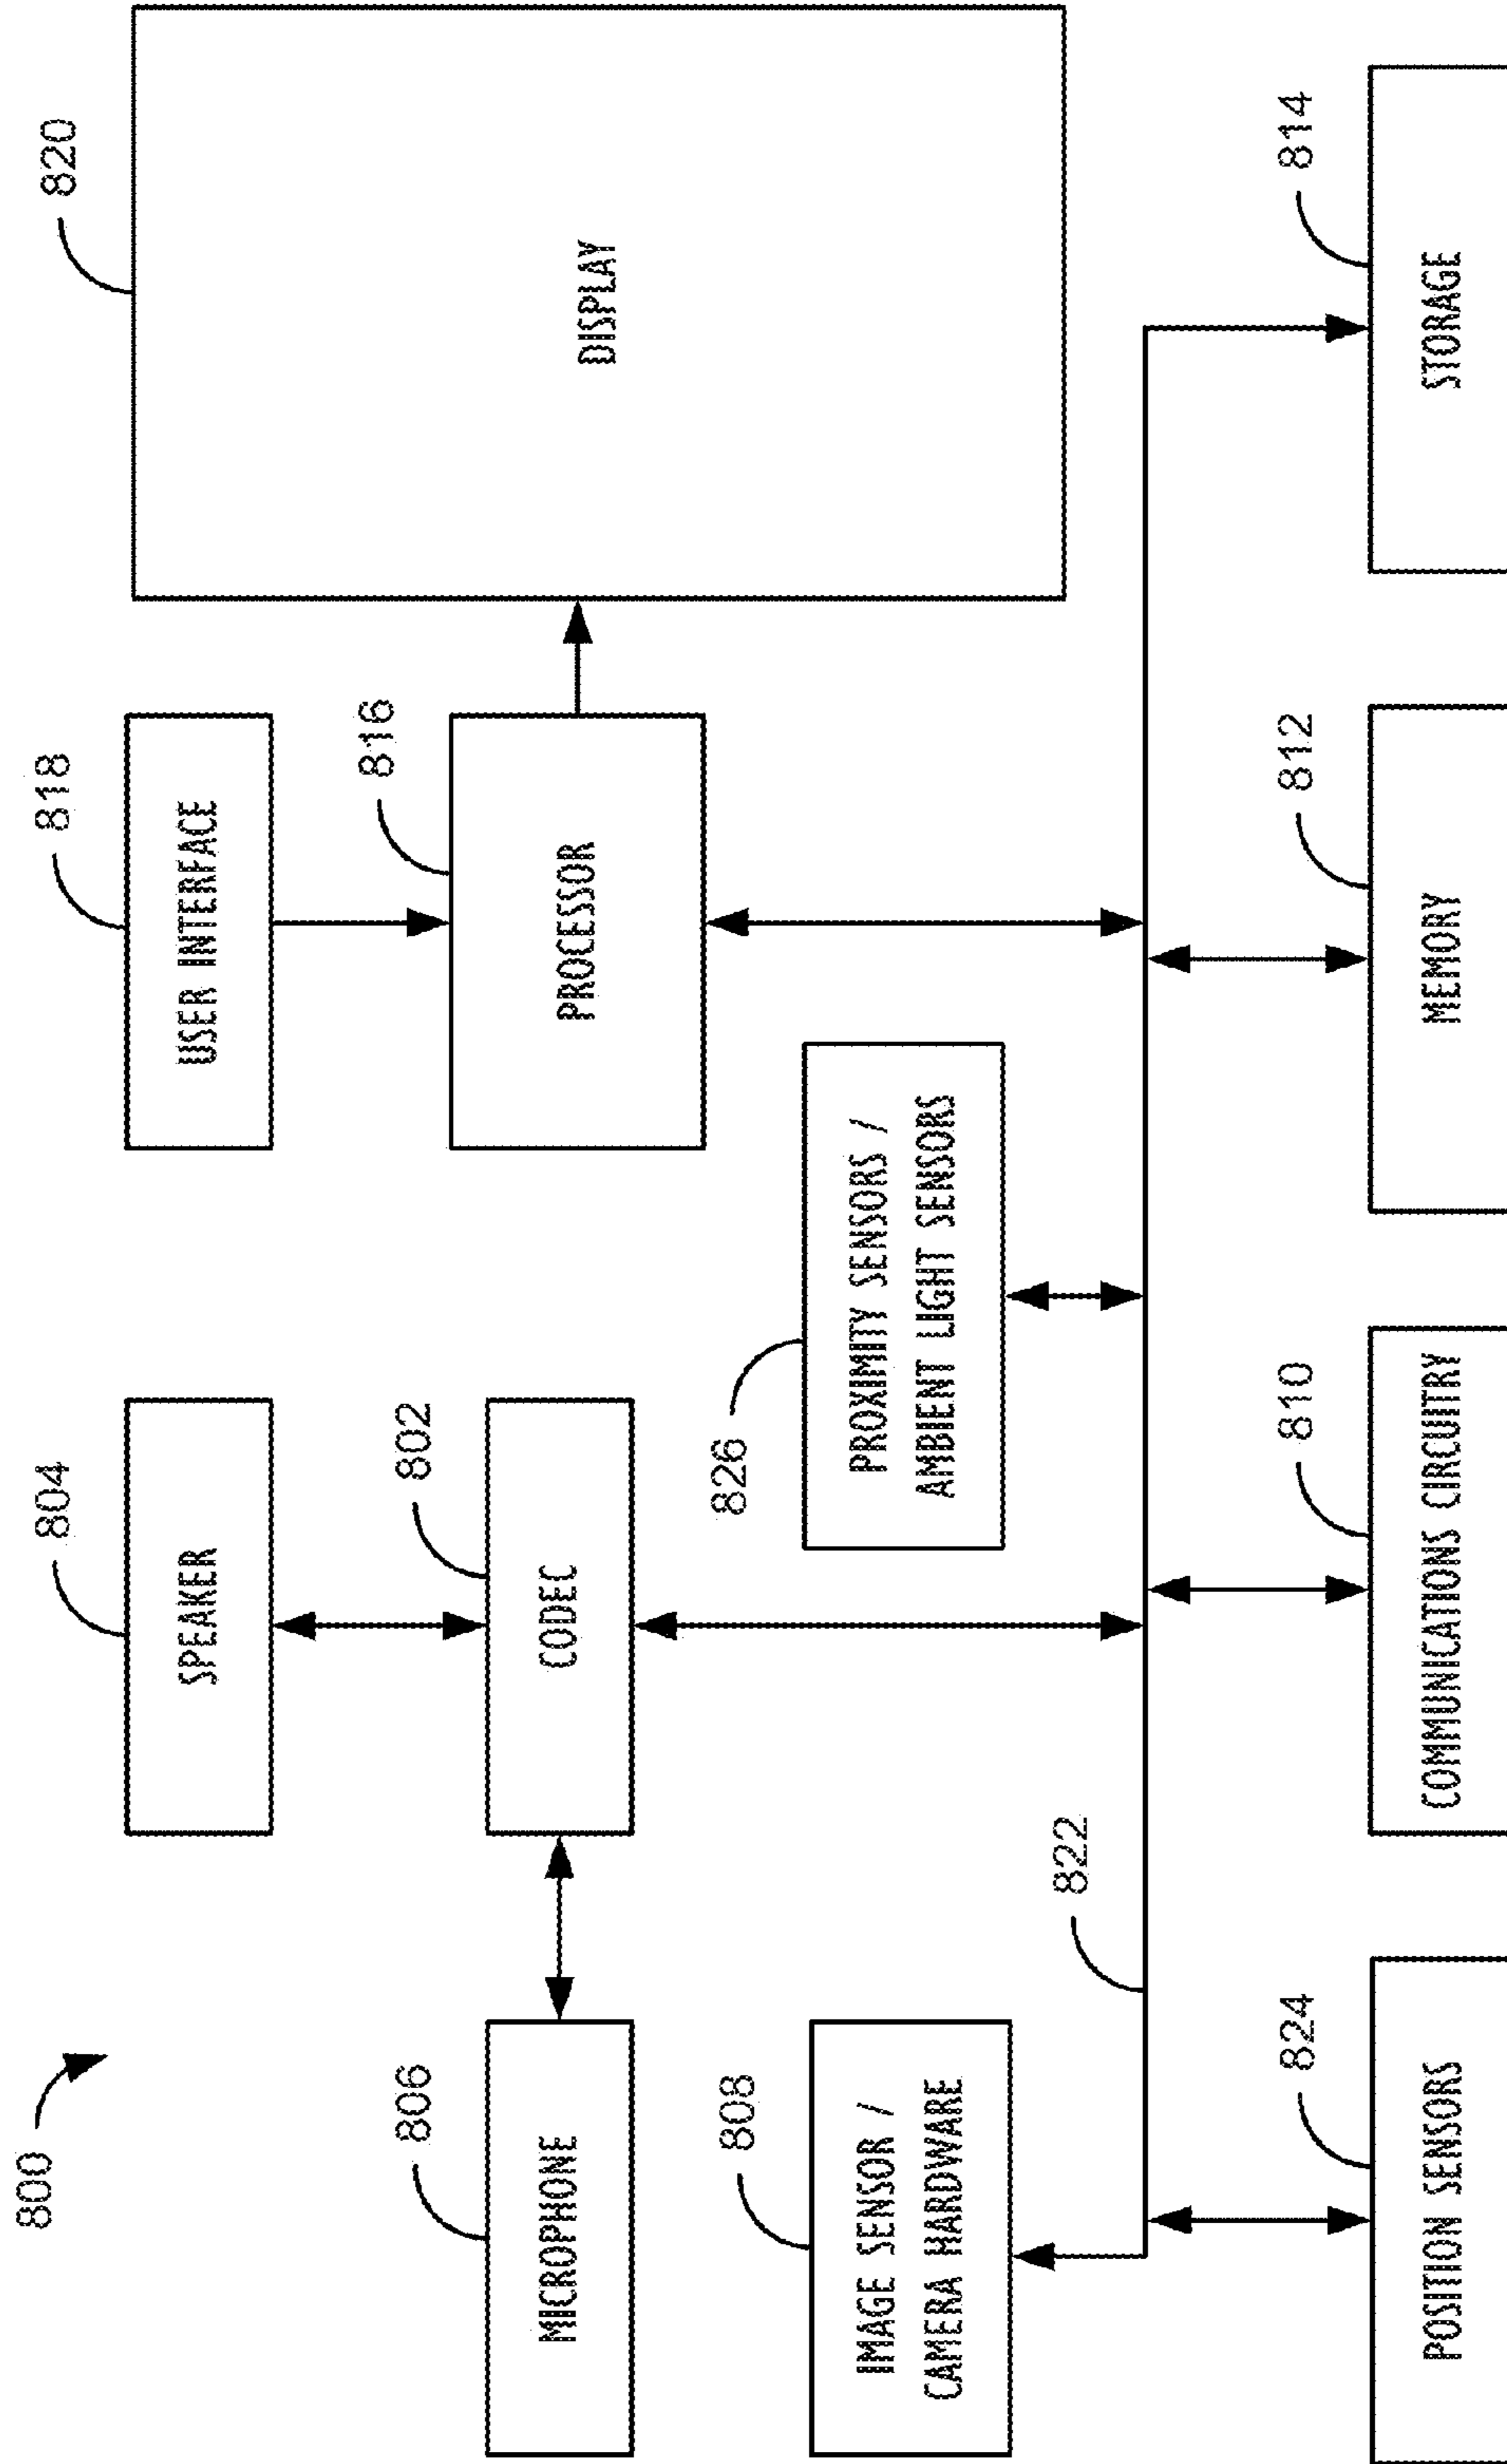 800
804
SPEAKER
818
USER INTERFACE
820
DISPLAY
806
MICROPHONE
802
CODEC
816
PROCESSOR
808
IMAGE SENSOR /
CAMERA HARDWARE
826
PROXIMITY SENSORS /
AMBIENT LIGHT SENSORS
822
824
POSITION SENSORS
810
COMMUNICATIONS CIRCUITRY
812
MEMORY
814
STORAGE